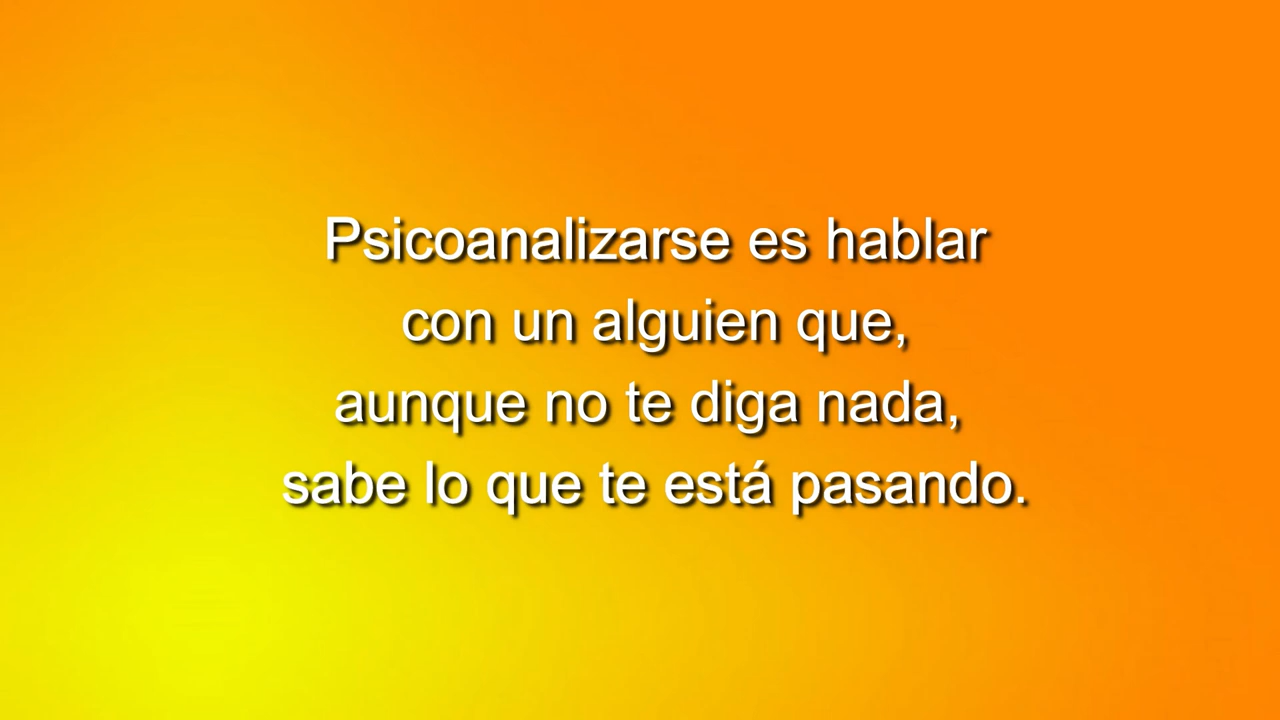 Psicoanalizarse es hablar
con un alguien que,
aunque no te diga nada,
sabe lo que te está pasando.